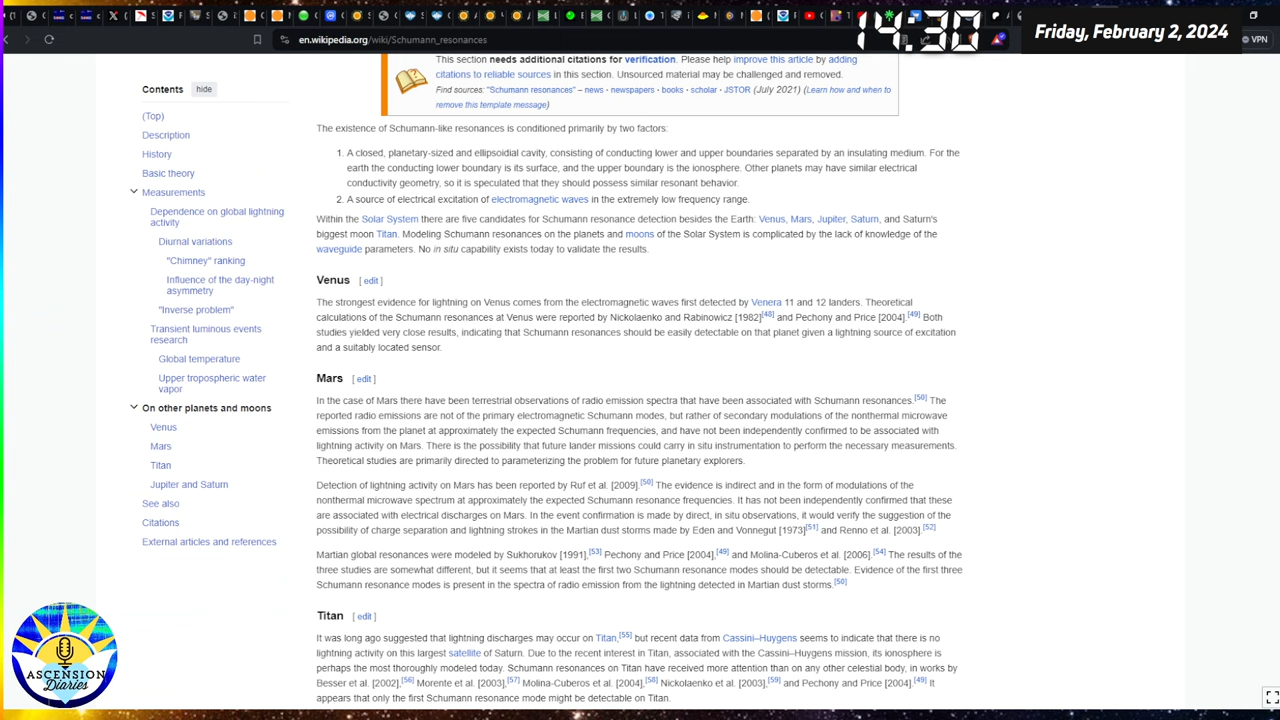 14:30
Friday, February 2, 2024
en.wikipedia.org/wiki/Schumann_resonances
VPN
Contents hide
(Top)
Description
History
Basic theory
Measurements
Dependence on global lightning
activity
Diurnal variations
"Chimney" ranking
Influence of the day-night
asymmetry
"Inverse problem"
Transient luminous events
research
Global temperature
Upper tropospheric water
vapor
On other planets and moons
Venus
Mars
Titan
Jupiter and Saturn
See also
Citations
External articles and references
This section needs additional citations for verification. Please help improve this article by adding
citations to reliable sources in this section. Unsourced material may be challenged and removed.
Find sources: "Schumann resonances" – news · newspapers · books · scholar · JSTOR (July 2021) (Learn how and when to
remove this template message)
The existence of Schumann-like resonances is conditioned primarily by two factors:
1. A closed, planetary-sized and ellipsoidal cavity, consisting of conducting lower and upper boundaries separated by an insulating medium. For the
earth the conducting lower boundary is its surface, and the upper boundary is the ionosphere. Other planets may have similar electrical
conductivity geometry, so it is speculated that they should possess similar resonant behavior.
2. A source of electrical excitation of electromagnetic waves in the extremely low frequency range.
Within the Solar System there are five candidates for Schumann resonance detection besides the Earth: Venus, Mars, Jupiter, Saturn, and Saturn's
biggest moon Titan. Modeling Schumann resonances on the planets and moons of the Solar System is complicated by the lack of knowledge of the
waveguide parameters. No in situ capability exists today to validate the results.
Venus [ edit ]
The strongest evidence for lightning on Venus comes from the electromagnetic waves first detected by Venera 11 and 12 landers. Theoretical
calculations of the Schumann resonances at Venus were reported by Nickolaenko and Rabinowicz [1982][48] and Pechony and Price [2004].[49] Both
studies yielded very close results, indicating that Schumann resonances should be easily detectable on that planet given a lightning source of excitation
and a suitably located sensor.
Mars [ edit ]
In the case of Mars there have been terrestrial observations of radio emission spectra that have been associated with Schumann resonances.[50] The
reported radio emissions are not of the primary electromagnetic Schumann modes, but rather of secondary modulations of the nonthermal microwave
emissions from the planet at approximately the expected Schumann frequencies, and have not been independently confirmed to be associated with
lightning activity on Mars. There is the possibility that future lander missions could carry in situ instrumentation to perform the necessary measurements.
Theoretical studies are primarily directed to parameterizing the problem for future planetary explorers.
Detection of lightning activity on Mars has been reported by Ruf et al. [2009].[50] The evidence is indirect and in the form of modulations of the
nonthermal microwave spectrum at approximately the expected Schumann resonance frequencies. It has not been independently confirmed that these
are associated with electrical discharges on Mars. In the event confirmation is made by direct, in situ observations, it would verify the suggestion of the
possibility of charge separation and lightning strokes in the Martian dust storms made by Eden and Vonnegut [1973][51] and Renno et al. [2003].[52]
Martian global resonances were modeled by Sukhorukov [1991],[53] Pechony and Price [2004],[49] and Molina-Cuberos et al. [2006].[54] The results of the
three studies are somewhat different, but it seems that at least the first two Schumann resonance modes should be detectable. Evidence of the first three
Schumann resonance modes is present in the spectra of radio emission from the lightning detected in Martian dust storms.[50]
Titan [ edit ]
It was long ago suggested that lightning discharges may occur on Titan,[55] but recent data from Cassini–Huygens seems to indicate that there is no
lightning activity on this largest satellite of Saturn. Due to the recent interest in Titan, associated with the Cassini–Huygens mission, its ionosphere is
perhaps the most thoroughly modeled today. Schumann resonances on Titan have received more attention than on any other celestial body, in works by
Besser et al. [2002],[56] Morente et al. [2003],[57] Molina-Cuberos et al. [2004],[58] Nickolaenko et al. [2003],[59] and Pechony and Price [2004].[49] It
appears that only the first Schumann resonance mode might be detectable on Titan.
ASCENSION
Diaries